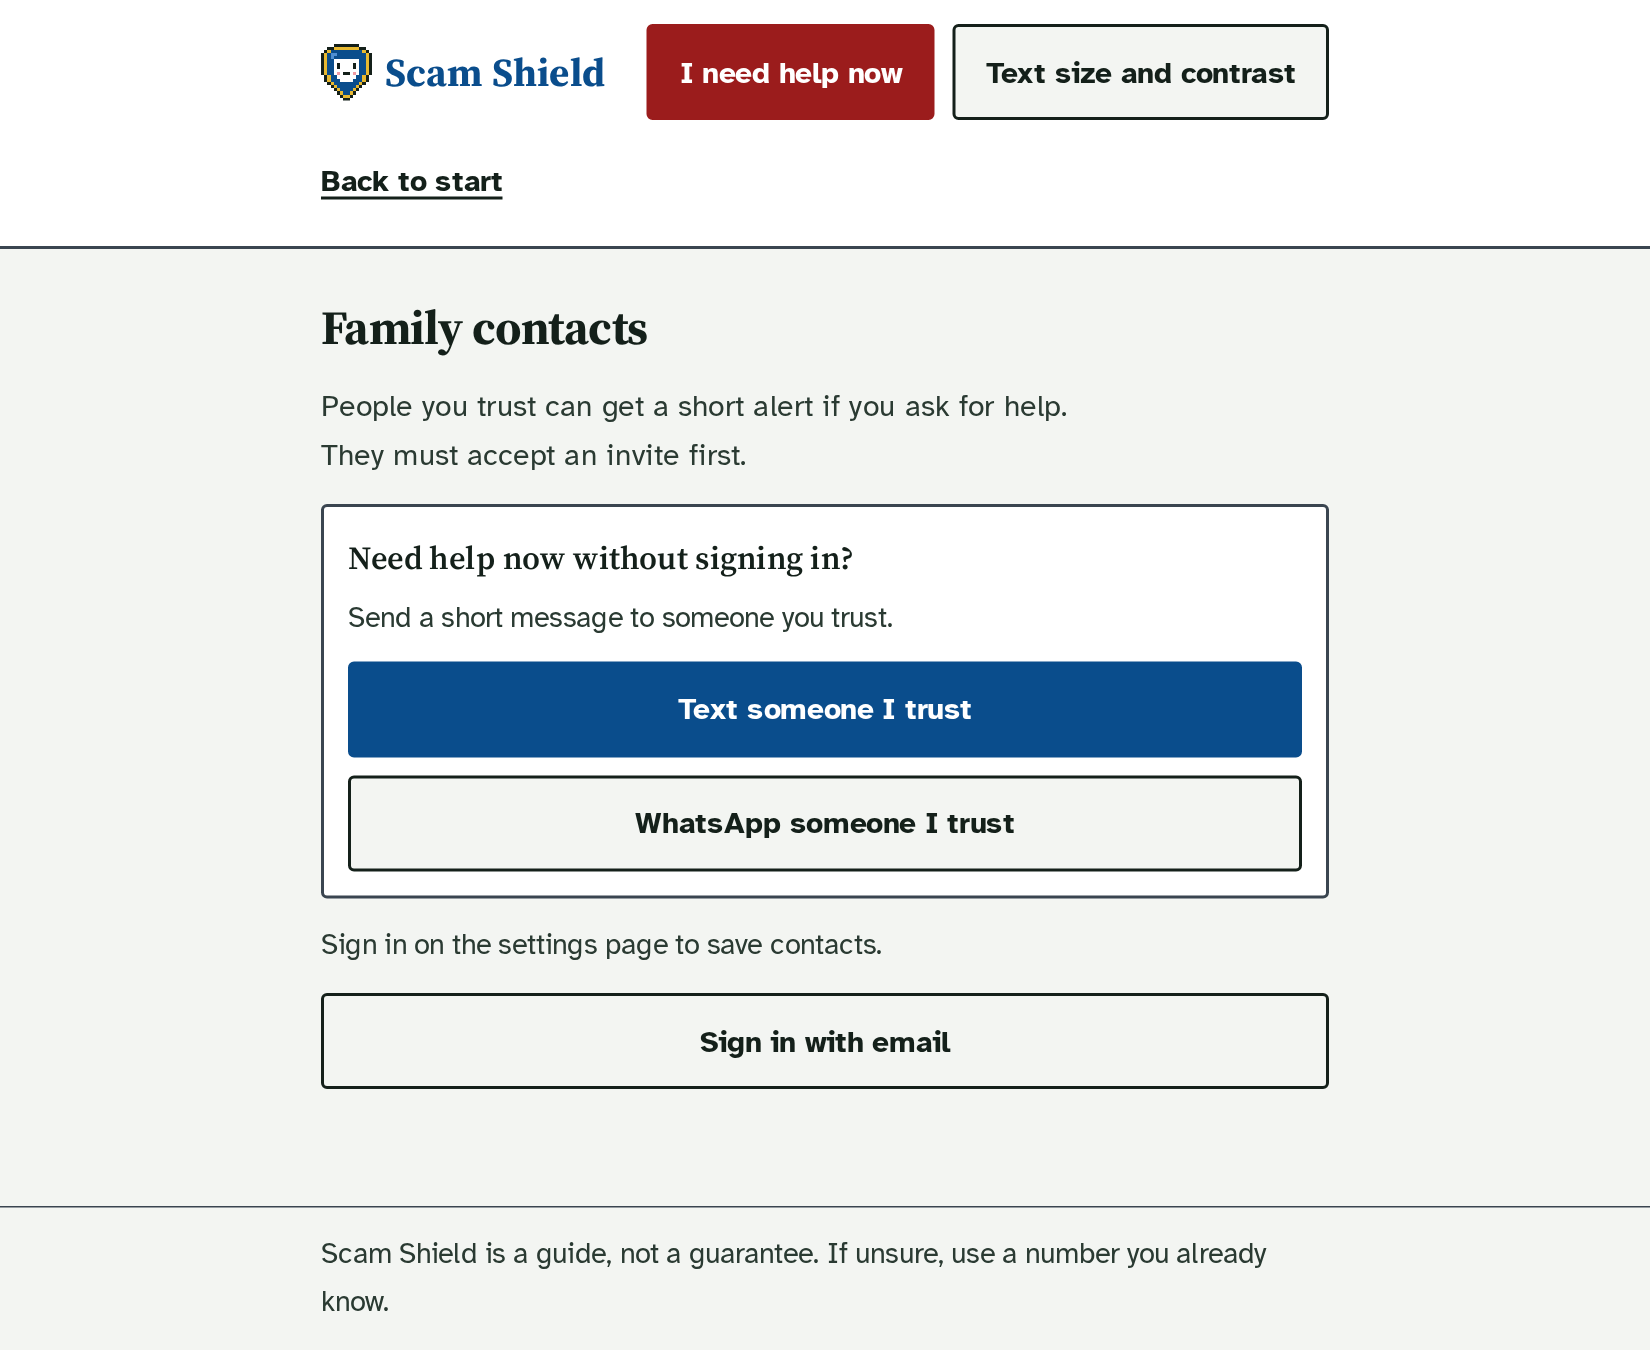 Scam Shield
I need help now
Text size and contrast
Back to start
Family contacts
People you trust can get a short alert if you ask for help.
They must accept an invite first.
Need help now without signing in?
Send a short message to someone you trust.
Text someone I trust
WhatsApp someone I trust
Sign in on the settings page to save contacts.
Sign in with email
Scam Shield is a guide, not a guarantee. If unsure, use a number you already
know.